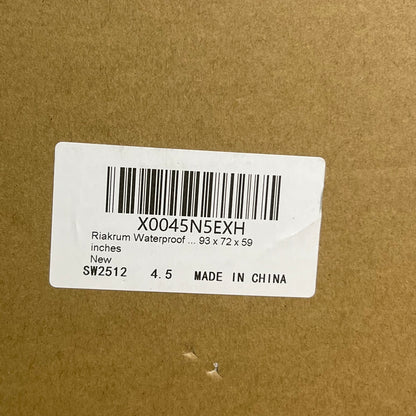 X0045N5EXH
Riakrum Waterproof ... 93 x 72 x 59
inches
New
SW2512 4.5 MADE IN CHINA